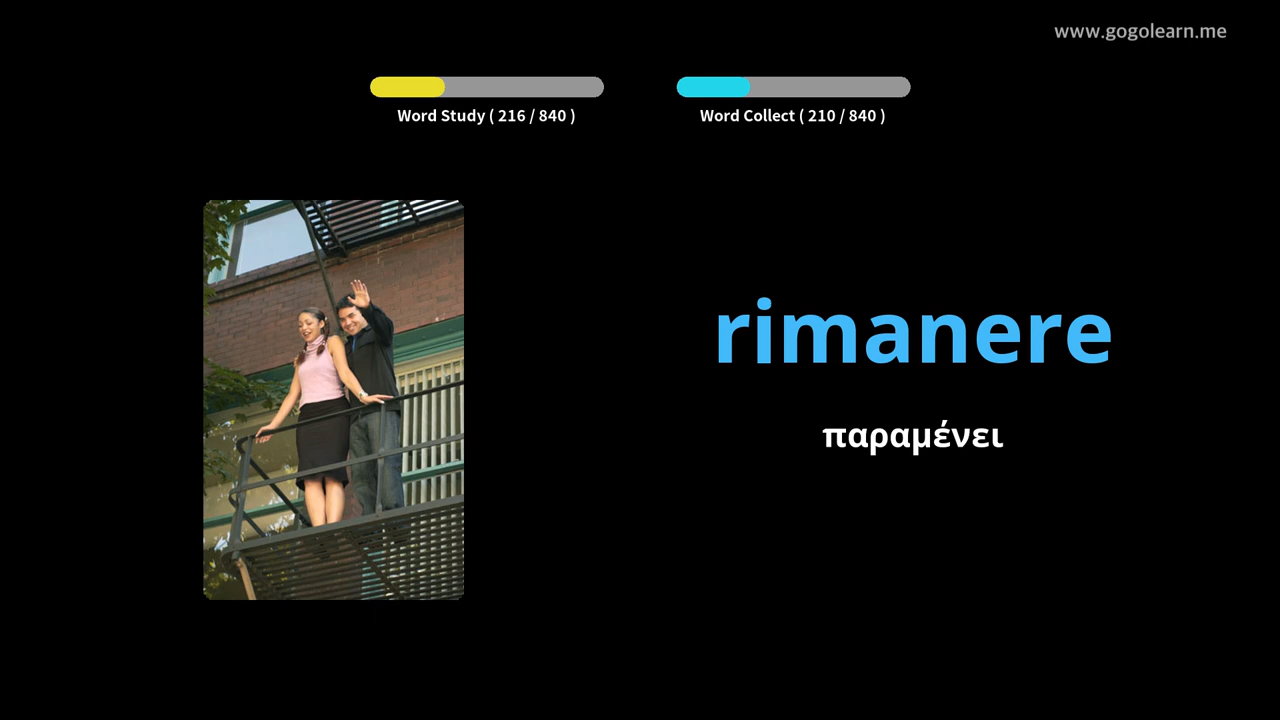 www.gogolearn.me
Word Study ( 216 / 840 )
Word Collect ( 210 / 840 )
rimanere
παραμένει